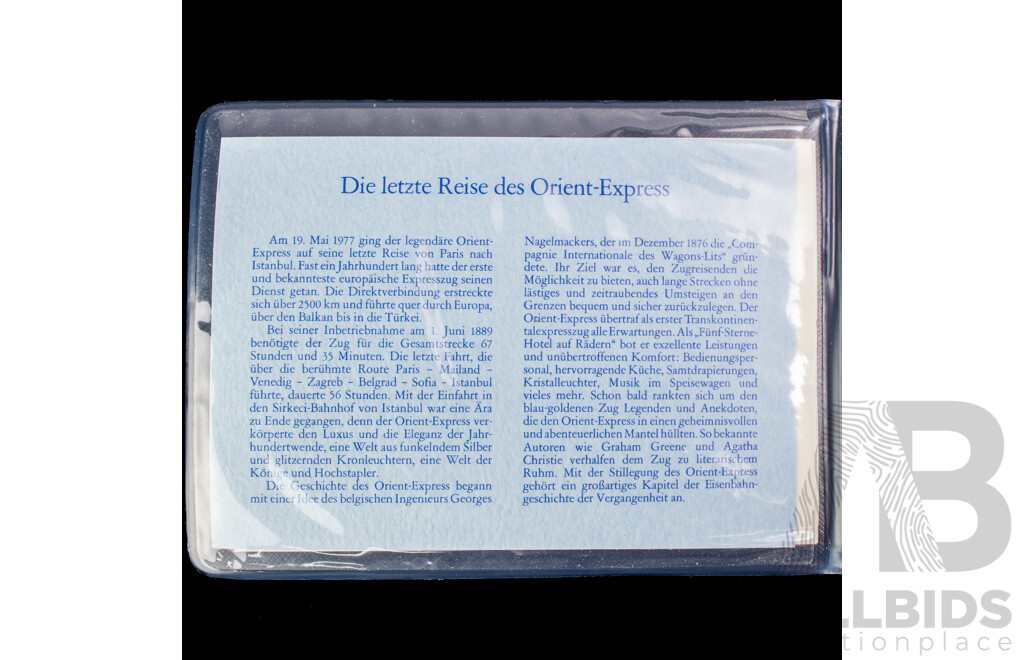 Die letzte Reise des Orient-Express
Am 19. Mai 1977 ging der legendäre Orient-
Express auf seine letzte Reise von Paris nach
Istanbul. Fast ein Jahrhundert lang hatte der erste
und bekannteste europäische Expresszug seinen
Dienst getan. Die Direktverbindung erstreckte
sich über 2500 km und führte quer durch Europa,
über den Balkan bis in die Türkei.
Bei seiner Inbetriebnahme am 1. Juni 1889
benötigte der Zug für die Gesamtstrecke 67
Stunden und 35 Minuten. Die letzte Fahrt, die
über die berühmte Route Paris – Mailand –
Venedig – Zagreb – Belgrad – Sofia – Istanbul
führte, dauerte 56 Stunden. Mit der Einfahrt in
den Sirkeci-Bahnhof von Istanbul war eine Ära
zu Ende gegangen, denn der Orient-Express ver-
körperte den Luxus und die Eleganz der Jahr-
hundertwende, eine Welt aus funkelndem Silber
und glitzernden Kronleuchtern, eine Welt der
Könige und Hochstapler.
Die Geschichte des Orient-Express begann
mit einer Idee des belgischen Ingenieurs Georges
Nagelmackers, der im Dezember 1876 die „Com-
pagnie Internationale des Wagons-Lits“ grün-
dete. Ihr Ziel war es, den Zugreisenden die
Möglichkeit zu bieten, auch lange Strecken ohne
lästiges und zeitraubendes Umsteigen an den
Grenzen bequem und sicher zurückzulegen. Der
Orient-Express übertraf als erster Transkontinen-
talexpresszug alle Erwartungen. Als „Fünf-Sterne-
Hotel auf Rädern“ bot er exzellente Leistungen
und unübertroffenen Komfort: Bedienungsper-
sonal, hervorragende Küche, Samtdrapierungen,
Kristalleuchter, Musik im Speisewagen und
vieles mehr. Schon bald rankten sich um den
blau-goldenen Zug Legenden und Anekdoten,
die den Orient-Express in einen geheimnisvollen
und abenteuerlichen Mantel hüllten. So bekannte
Autoren wie Graham Greene und Agatha
Christie verhalfen dem Zug zu literarischem
Ruhm. Mit der Stillegung des Orient-Express
gehört ein großartiges Kapitel der Eisenbahn-
geschichte der Vergangenheit an.
AB
LLBIDS
tionplace